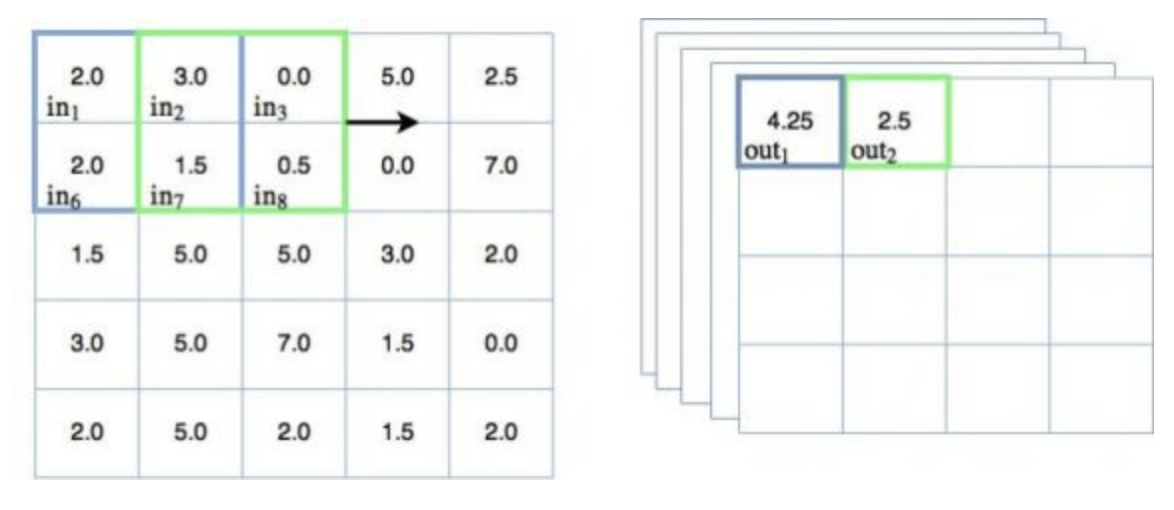 2.0 3.0 0.0 5.0 2.5
in₁ in₂ in₃
2.0 1.5 0.5 0.0 7.0
in₆ in₇ in₈
1.5 5.0 5.0 3.0 2.0
3.0 5.0 7.0 1.5 0.0
2.0 5.0 2.0 1.5 2.0
4.25 2.5
out₁ out₂